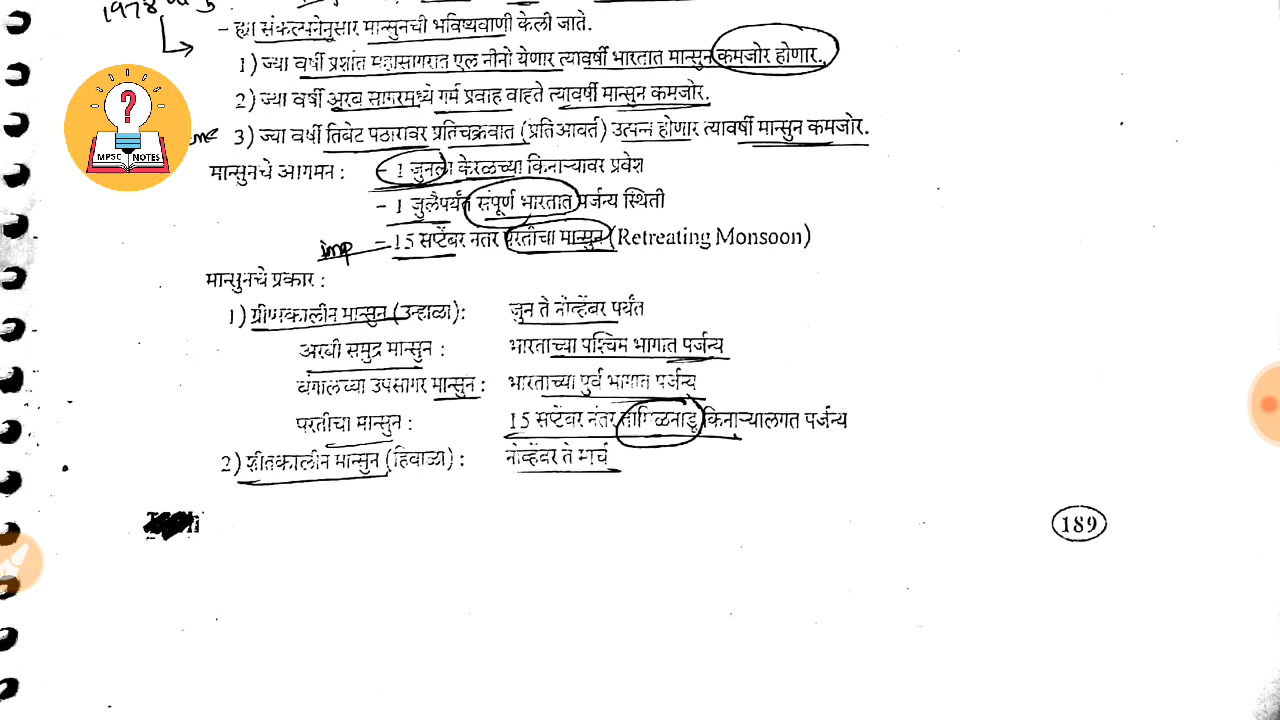 - ह्या संकल्पनेनुसार मान्सुनची भविष्यवाणी केली जाते.
1) ज्या वर्षी प्रशांत महासागरात एल नीनो येणार त्यावर्षी भारतात मान्सुन कमजोर होणार.
2) ज्या वर्षी अरब सागरमध्ये गर्म प्रवाह वाहते त्यावर्षी मान्सुन कमजोर.
3) ज्या वर्षी तिबेट पठारावर प्रतिचक्रवात (प्रतिआवर्त) उत्पन्न होणार त्यावर्षी मान्सुन कमजोर.
MPSC NOTES
मान्सुनचे आगमन : - 1 जुनला केरळच्या किनाऱ्यावर प्रवेश
- 1 जुलैपर्यंत संपूर्ण भारतात पर्जन्य स्थिती
imp - 15 सप्टेंबर नंतर परतीचा मान्सुन (Retreating Monsoon)
मान्सुनचे प्रकार :
1) ग्रीष्मकालीन मान्सुन (उन्हाळा) : जुन ते नोव्हेंबर पर्यंत
अरबी समुद्र मान्सुन : भारताच्या पश्चिम भागात पर्जन्य
बंगालच्या उपसागर मान्सुन : भारताच्या पुर्व भागात पर्जन्य
परतीचा मान्सुन : 15 सप्टेंबर नंतर तामिळनाडू किनाऱ्यालगत पर्जन्य
2) शीतकालीन मान्सुन (हिवाळा) : नोव्हेंबर ते मार्च
189